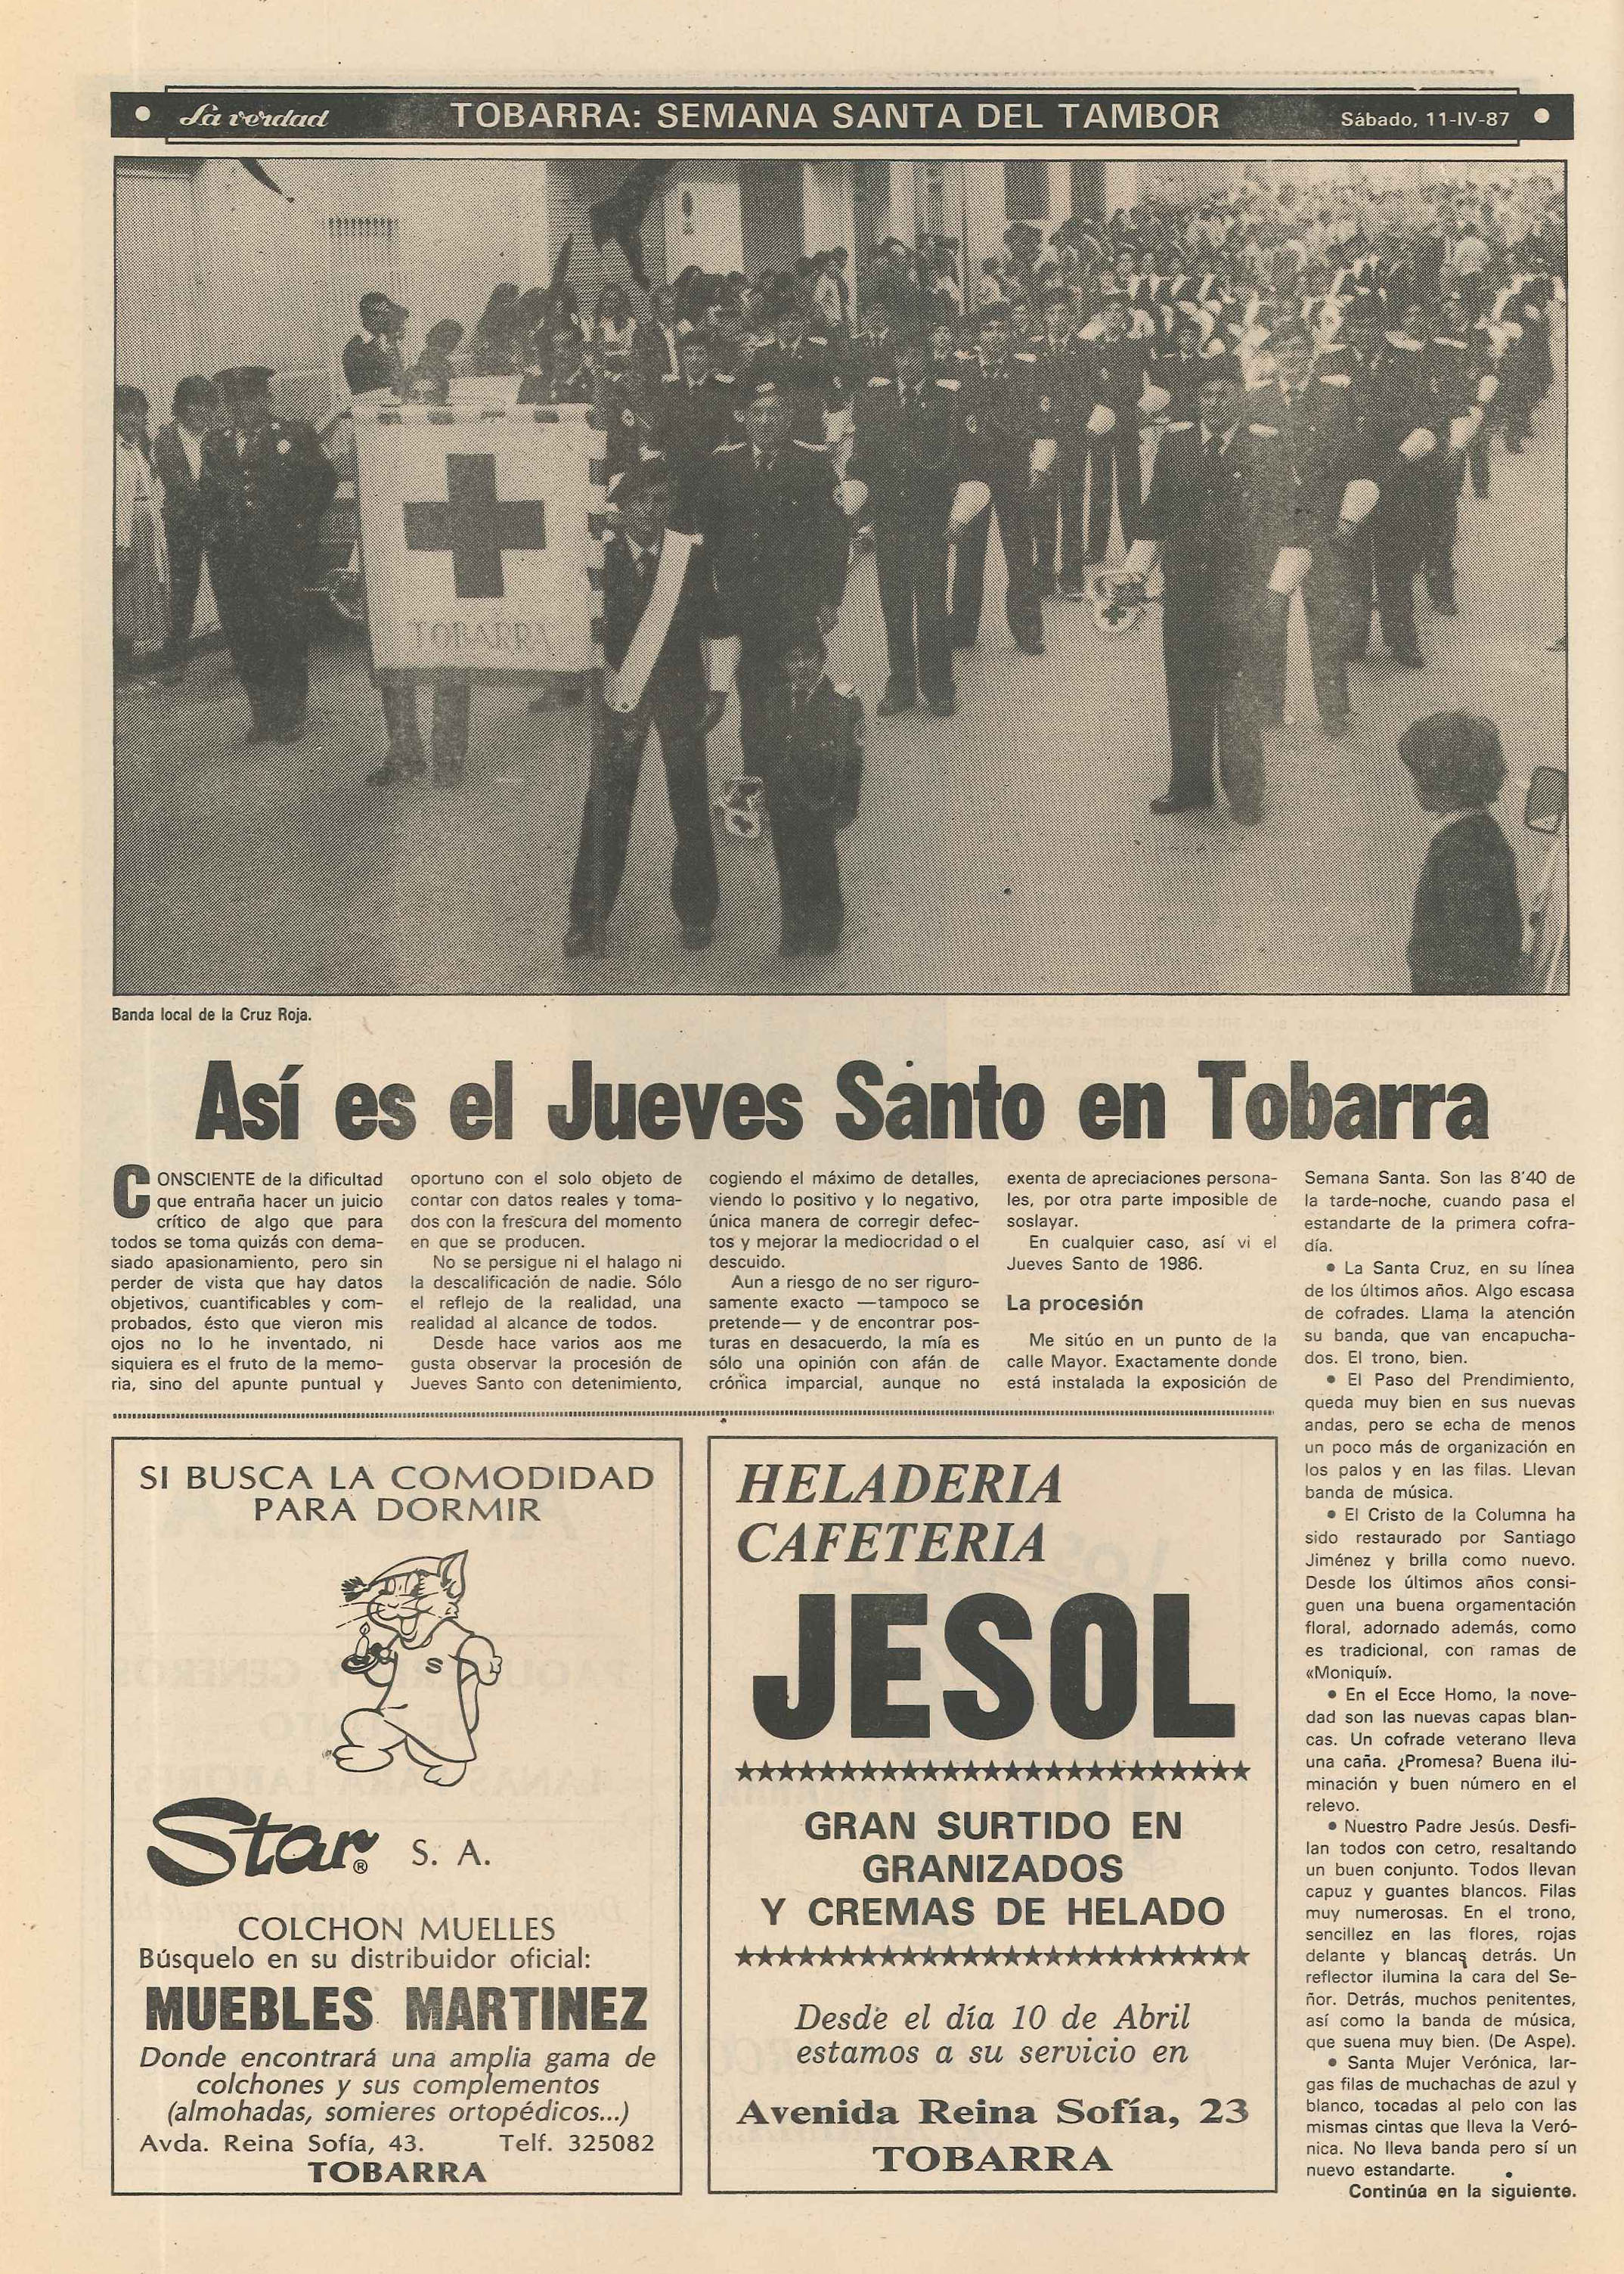 La verdad
TOBARRA: SEMANA SANTA DEL TAMBOR
Sábado, 11-IV-87
TOBARRA
Banda local de la Cruz Roja.
Así es el Jueves Santo en Tobarra
CONSCIENTE de la dificultad
que entraña hacer un juicio
crítico de algo que para
todos se toma quizás con dema-
siado apasionamiento, pero sin
perder de vista que hay datos
objetivos, cuantificables y com-
probados, ésto que vieron mis
ojos no lo he inventado, ni
siquiera es el fruto de la memo-
ria, sino del apunte puntual y
oportuno con el solo objeto de
contar con datos reales y toma-
dos con la frescura del momento
en que se producen.
No se persigue ni el halago ni
la descalificación de nadie. Sólo
el reflejo de la realidad, una
realidad al alcance de todos.
Desde hace varios aos me
gusta observar la procesión de
Jueves Santo con detenimiento,
cogiendo el máximo de detalles,
viendo lo positivo y lo negativo,
única manera de corregir defec-
tos y mejorar la mediocridad o el
descuido.
Aun a riesgo de no ser riguro-
samente exacto —tampoco se
pretende— y de encontrar pos-
turas en desacuerdo, la mía es
sólo una opinión con afán de
crónica imparcial, aunque no
exenta de apreciaciones persona-
les, por otra parte imposible de
soslayar.
En cualquier caso, así vi el
Jueves Santo de 1986.
La procesión
Me sitúo en un punto de la
calle Mayor. Exactamente donde
está instalada la exposición de
Semana Santa. Son las 8'40 de
la tarde-noche, cuando pasa el
estandarte de la primera cofra-
día.
• La Santa Cruz, en su línea
de los últimos años. Algo escasa
de cofrades. Llama la atención
su banda, que van encapucha-
dos. El trono, bien.
• El Paso del Prendimiento,
queda muy bien en sus nuevas
andas, pero se echa de menos
un poco más de organización en
los palos y en las filas. Llevan
banda de música.
• El Cristo de la Columna ha
sido restaurado por Santiago
Jiménez y brilla como nuevo.
Desde los últimos años consi-
guen una buena orgamentación
floral, adornado además, como
es tradicional, con ramas de
«Moniquí».
• En el Ecce Homo, la nove-
dad son las nuevas capas blan-
cas. Un cofrade veterano lleva
una caña. ¿Promesa? Buena ilu-
minación y buen número en el
relevo.
• Nuestro Padre Jesús. Desfi-
lan todos con cetro, resaltando
un buen conjunto. Todos llevan
capuz y guantes blancos. Filas
muy numerosas. En el trono,
sencillez en las flores, rojas
delante y blancas detrás. Un
reflector ilumina la cara del Se-
ñor. Detrás, muchos penitentes,
así como la banda de música,
que suena muy bien. (De Aspe).
• Santa Mujer Verónica, lar-
gas filas de muchachas de azul y
blanco, tocadas al pelo con las
mismas cintas que lleva la Veró-
nica. No lleva banda pero sí un
nuevo estandarte.
Continúa en la siguiente.
SI BUSCA LA COMODIDAD
PARA DORMIR
S
Star® S. A.
COLCHON MUELLES
Búsquelo en su distribuidor oficial:
MUEBLES MARTINEZ
Donde encontrará una amplia gama de
colchones y sus complementos
(almohadas, somieres ortopédicos...)
Avda. Reina Sofía, 43. Telf. 325082
TOBARRA
HELADERIA
CAFETERIA
JESOL
GRAN SURTIDO EN
GRANIZADOS
Y CREMAS DE HELADO
Desde el día 10 de Abril
estamos a su servicio en
Avenida Reina Sofía, 23
TOBARRA